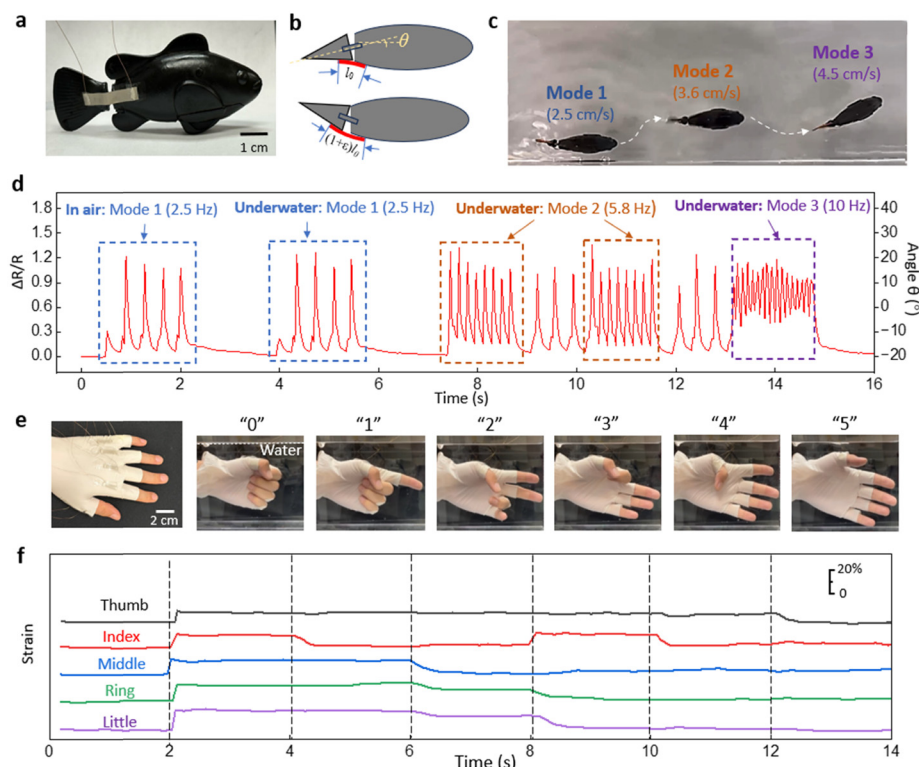 a
1 cm
b
θ
l0
(1+ε)l0
c
Mode 1
(2.5 cm/s)
Mode 2
(3.6 cm/s)
Mode 3
(4.5 cm/s)
d
In air: Mode 1 (2.5 Hz)
Underwater: Mode 1 (2.5 Hz)
Underwater: Mode 2 (5.8 Hz)
Underwater: Mode 3 (10 Hz)
ΔR/R
1.8
1.5
1.2
0.9
0.6
0.3
0.0
Angle θ (°)
40
30
20
10
0
-10
-20
0 2 4 6 8 10 12 14 16
Time (s)
e
2 cm
"0" "1" "2" "3" "4" "5"
Water
f
20%
0
Strain
Thumb
Index
Middle
Ring
Little
0 2 4 6 8 10 12 14
Time (s)